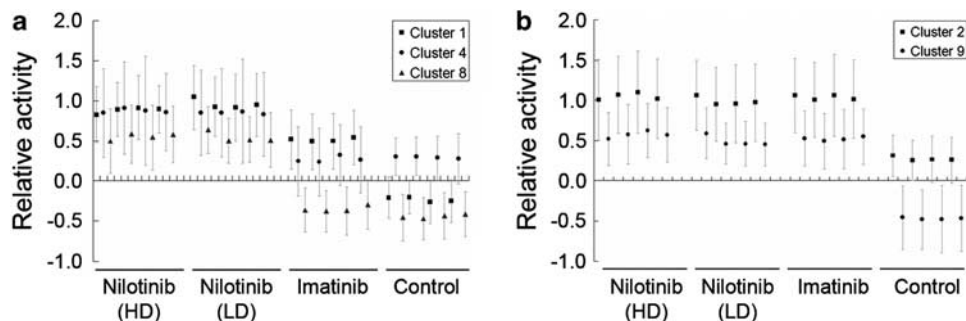 a
Relative activity
2.0
1.5
1.0
0.5
0.0
-0.5
-1.0
Cluster 1
Cluster 4
Cluster 8
Nilotinib
(HD)
Nilotinib
(LD)
Imatinib
Control
b
Relative activity
2.0
1.5
1.0
0.5
0.0
-0.5
-1.0
Cluster 2
Cluster 9
Nilotinib
(HD)
Nilotinib
(LD)
Imatinib
Control